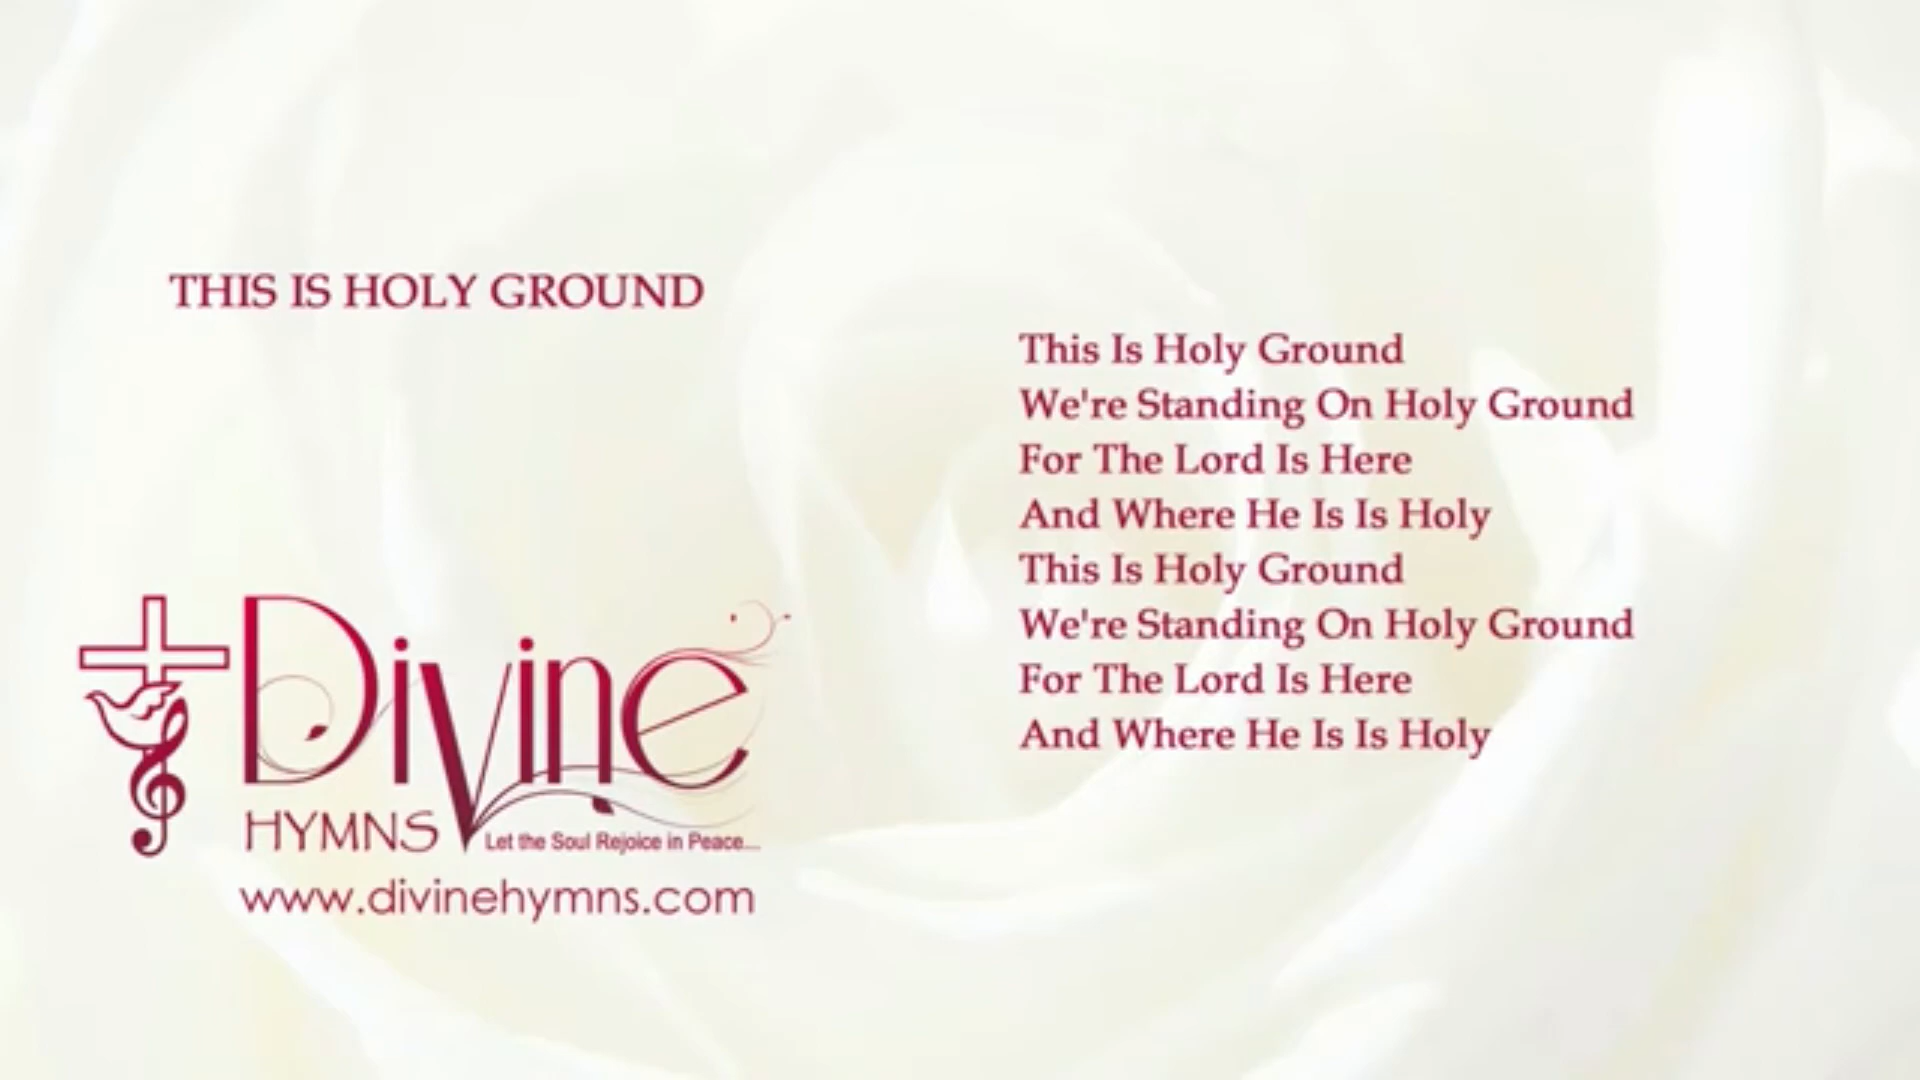 THIS IS HOLY GROUND
This Is Holy Ground
We're Standing On Holy Ground
For The Lord Is Here
And Where He Is Is Holy
This Is Holy Ground
We're Standing On Holy Ground
For The Lord Is Here
And Where He Is Is Holy
Divine
HYMNS
Let the Soul Rejoice in Peace...
www.divinehymns.com